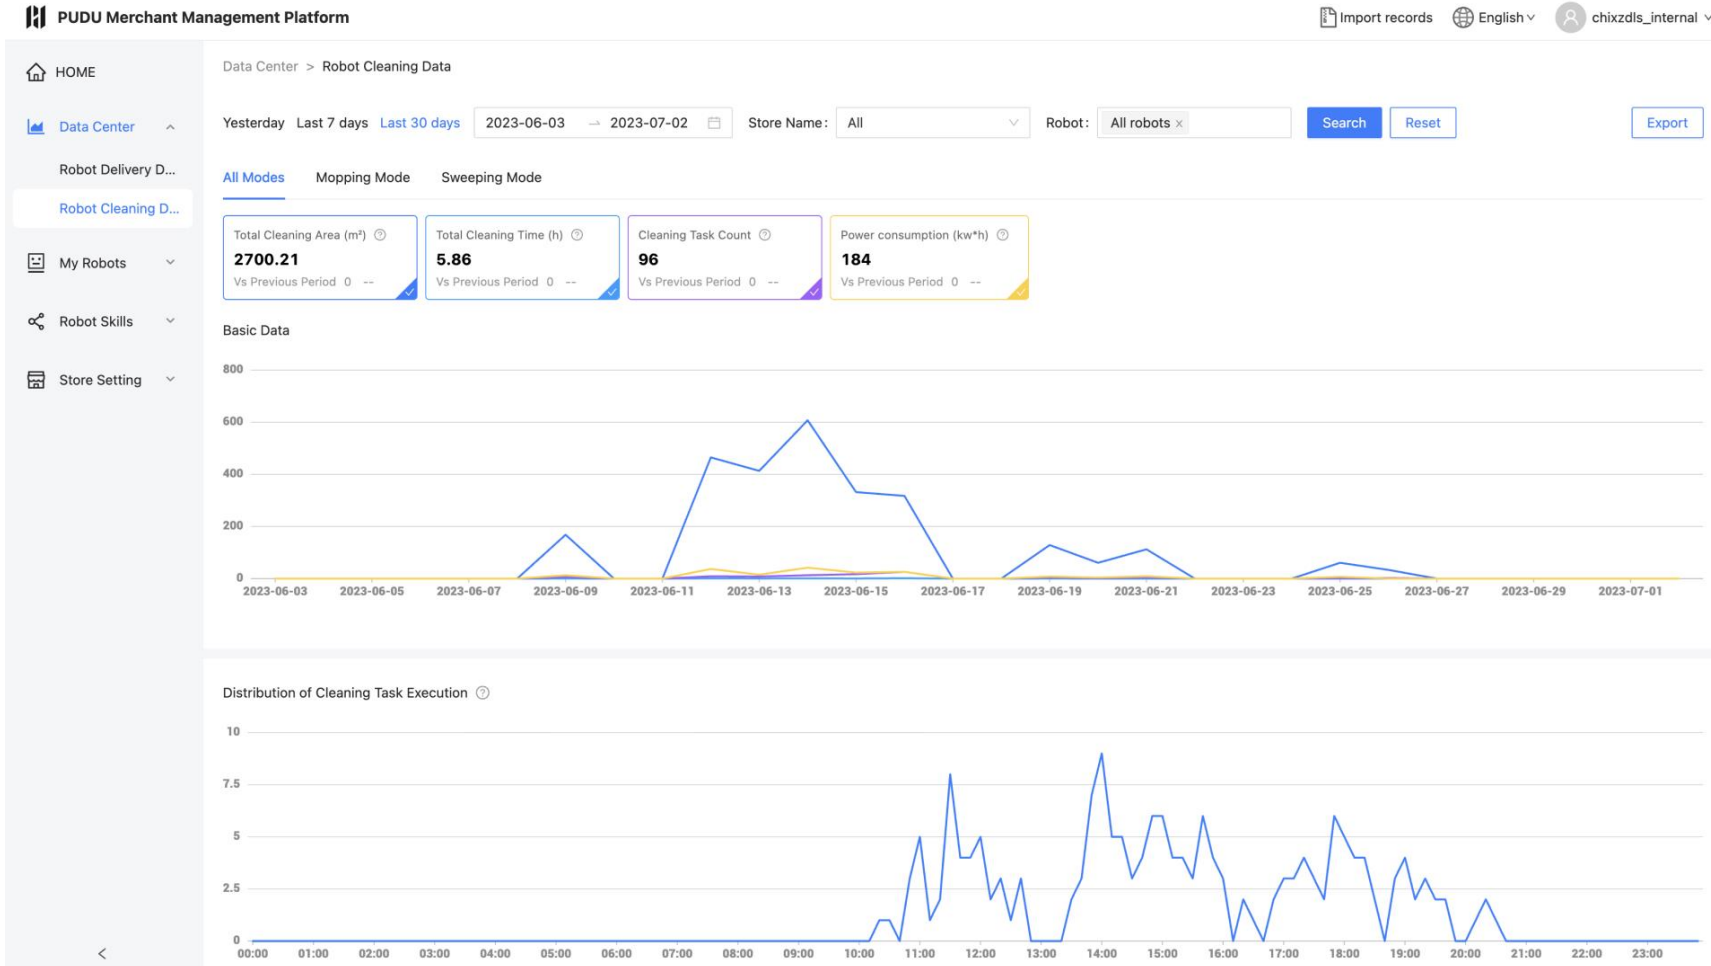 PUDU Merchant Management Platform
Import records
English
chixzdls_internal
HOME
Data Center
Robot Delivery D...
Robot Cleaning D...
My Robots
Robot Skills
Store Setting
Data Center > Robot Cleaning Data
Yesterday Last 7 days Last 30 days 2023-06-03 → 2023-07-02 Store Name: All Robot: All robots × Search Reset Export
All Modes Mopping Mode Sweeping Mode
Total Cleaning Area (m²)
2700.21
Vs Previous Period 0 --
Total Cleaning Time (h)
5.86
Vs Previous Period 0 --
Cleaning Task Count
96
Vs Previous Period 0 --
Power consumption (kw*h)
184
Vs Previous Period 0 --
Basic Data
800
600
400
200
0
2023-06-03 2023-06-05 2023-06-07 2023-06-09 2023-06-11 2023-06-13 2023-06-15 2023-06-17 2023-06-19 2023-06-21 2023-06-23 2023-06-25 2023-06-27 2023-06-29 2023-07-01
Distribution of Cleaning Task Execution
10
7.5
5
2.5
0
00:00 01:00 02:00 03:00 04:00 05:00 06:00 07:00 08:00 09:00 10:00 11:00 12:00 13:00 14:00 15:00 16:00 17:00 18:00 19:00 20:00 21:00 22:00 23:00